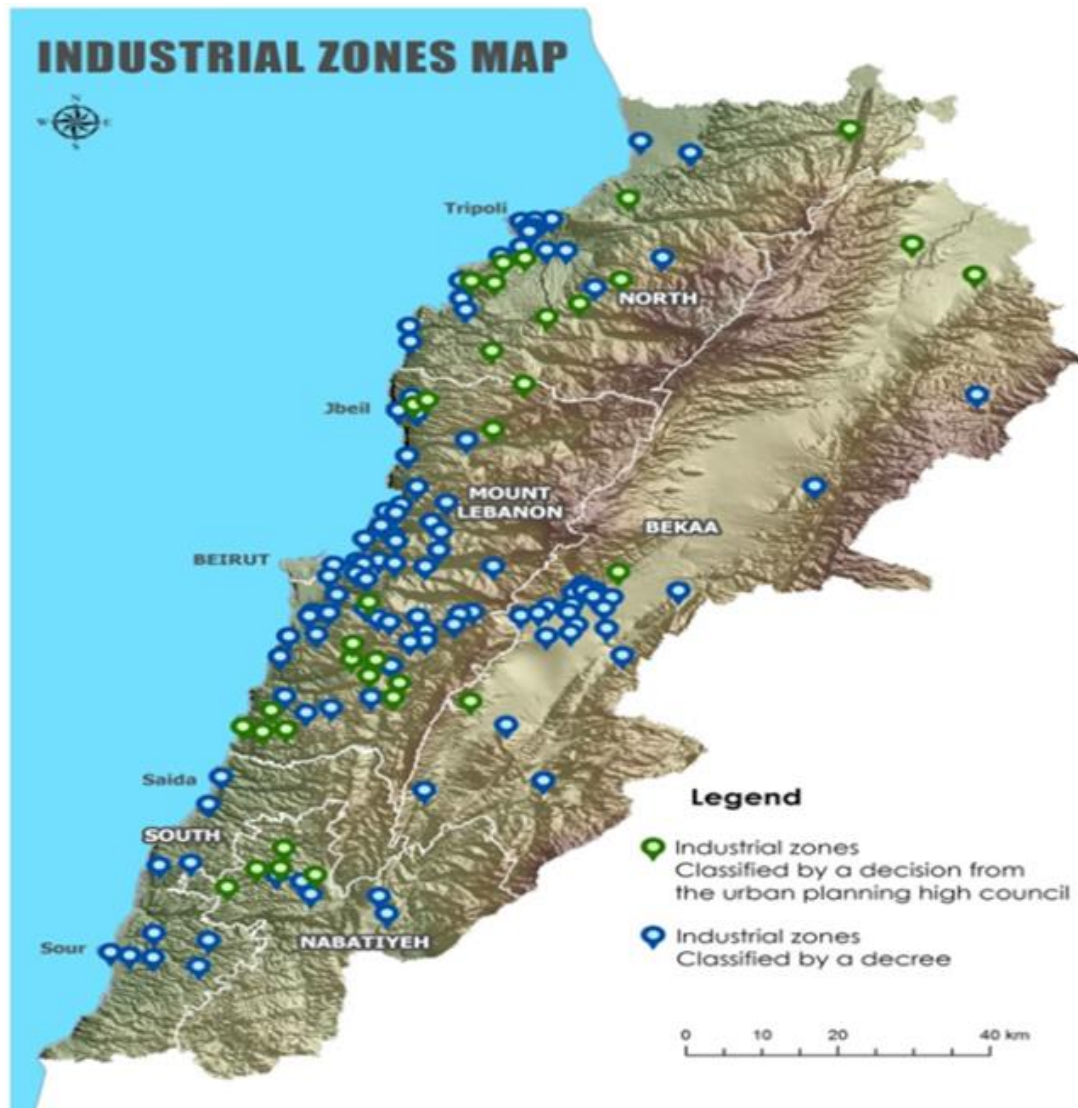 INDUSTRIAL ZONES MAP
N
W E
S
Tripoli
NORTH
Jbeil
MOUNT
LEBANON
BEKAA
BEIRUT
Saida
SOUTH
Sour
NABATIYEH
Legend
Industrial zones
Classified by a decision from
the urban planning high council
Industrial zones
Classified by a decree
0 10 20 40 km